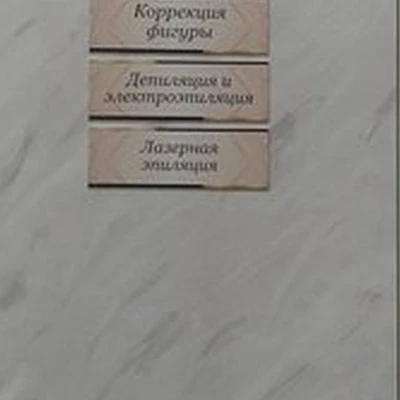 Коррекция
фигуры
Депиляция и
электроэпиляция
Лазерная
эпиляция